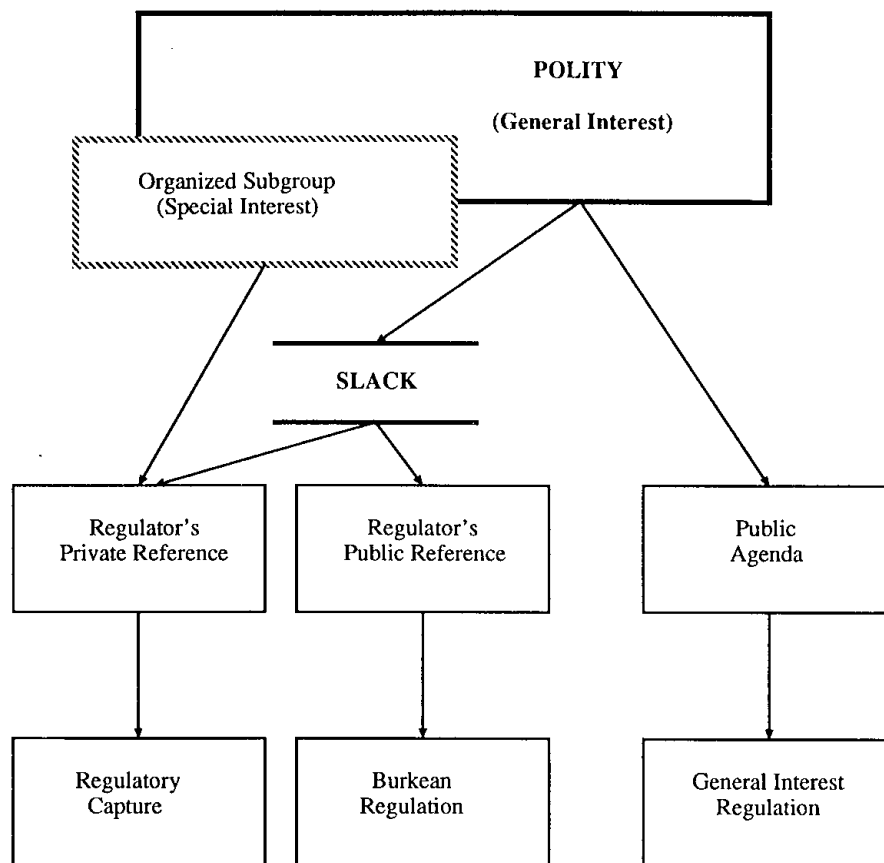 POLITY
(General Interest)
Organized Subgroup
(Special Interest)
SLACK
Regulator's
Private Reference
Regulator's
Public Reference
Public
Agenda
Regulatory
Capture
Burkean
Regulation
General Interest
Regulation